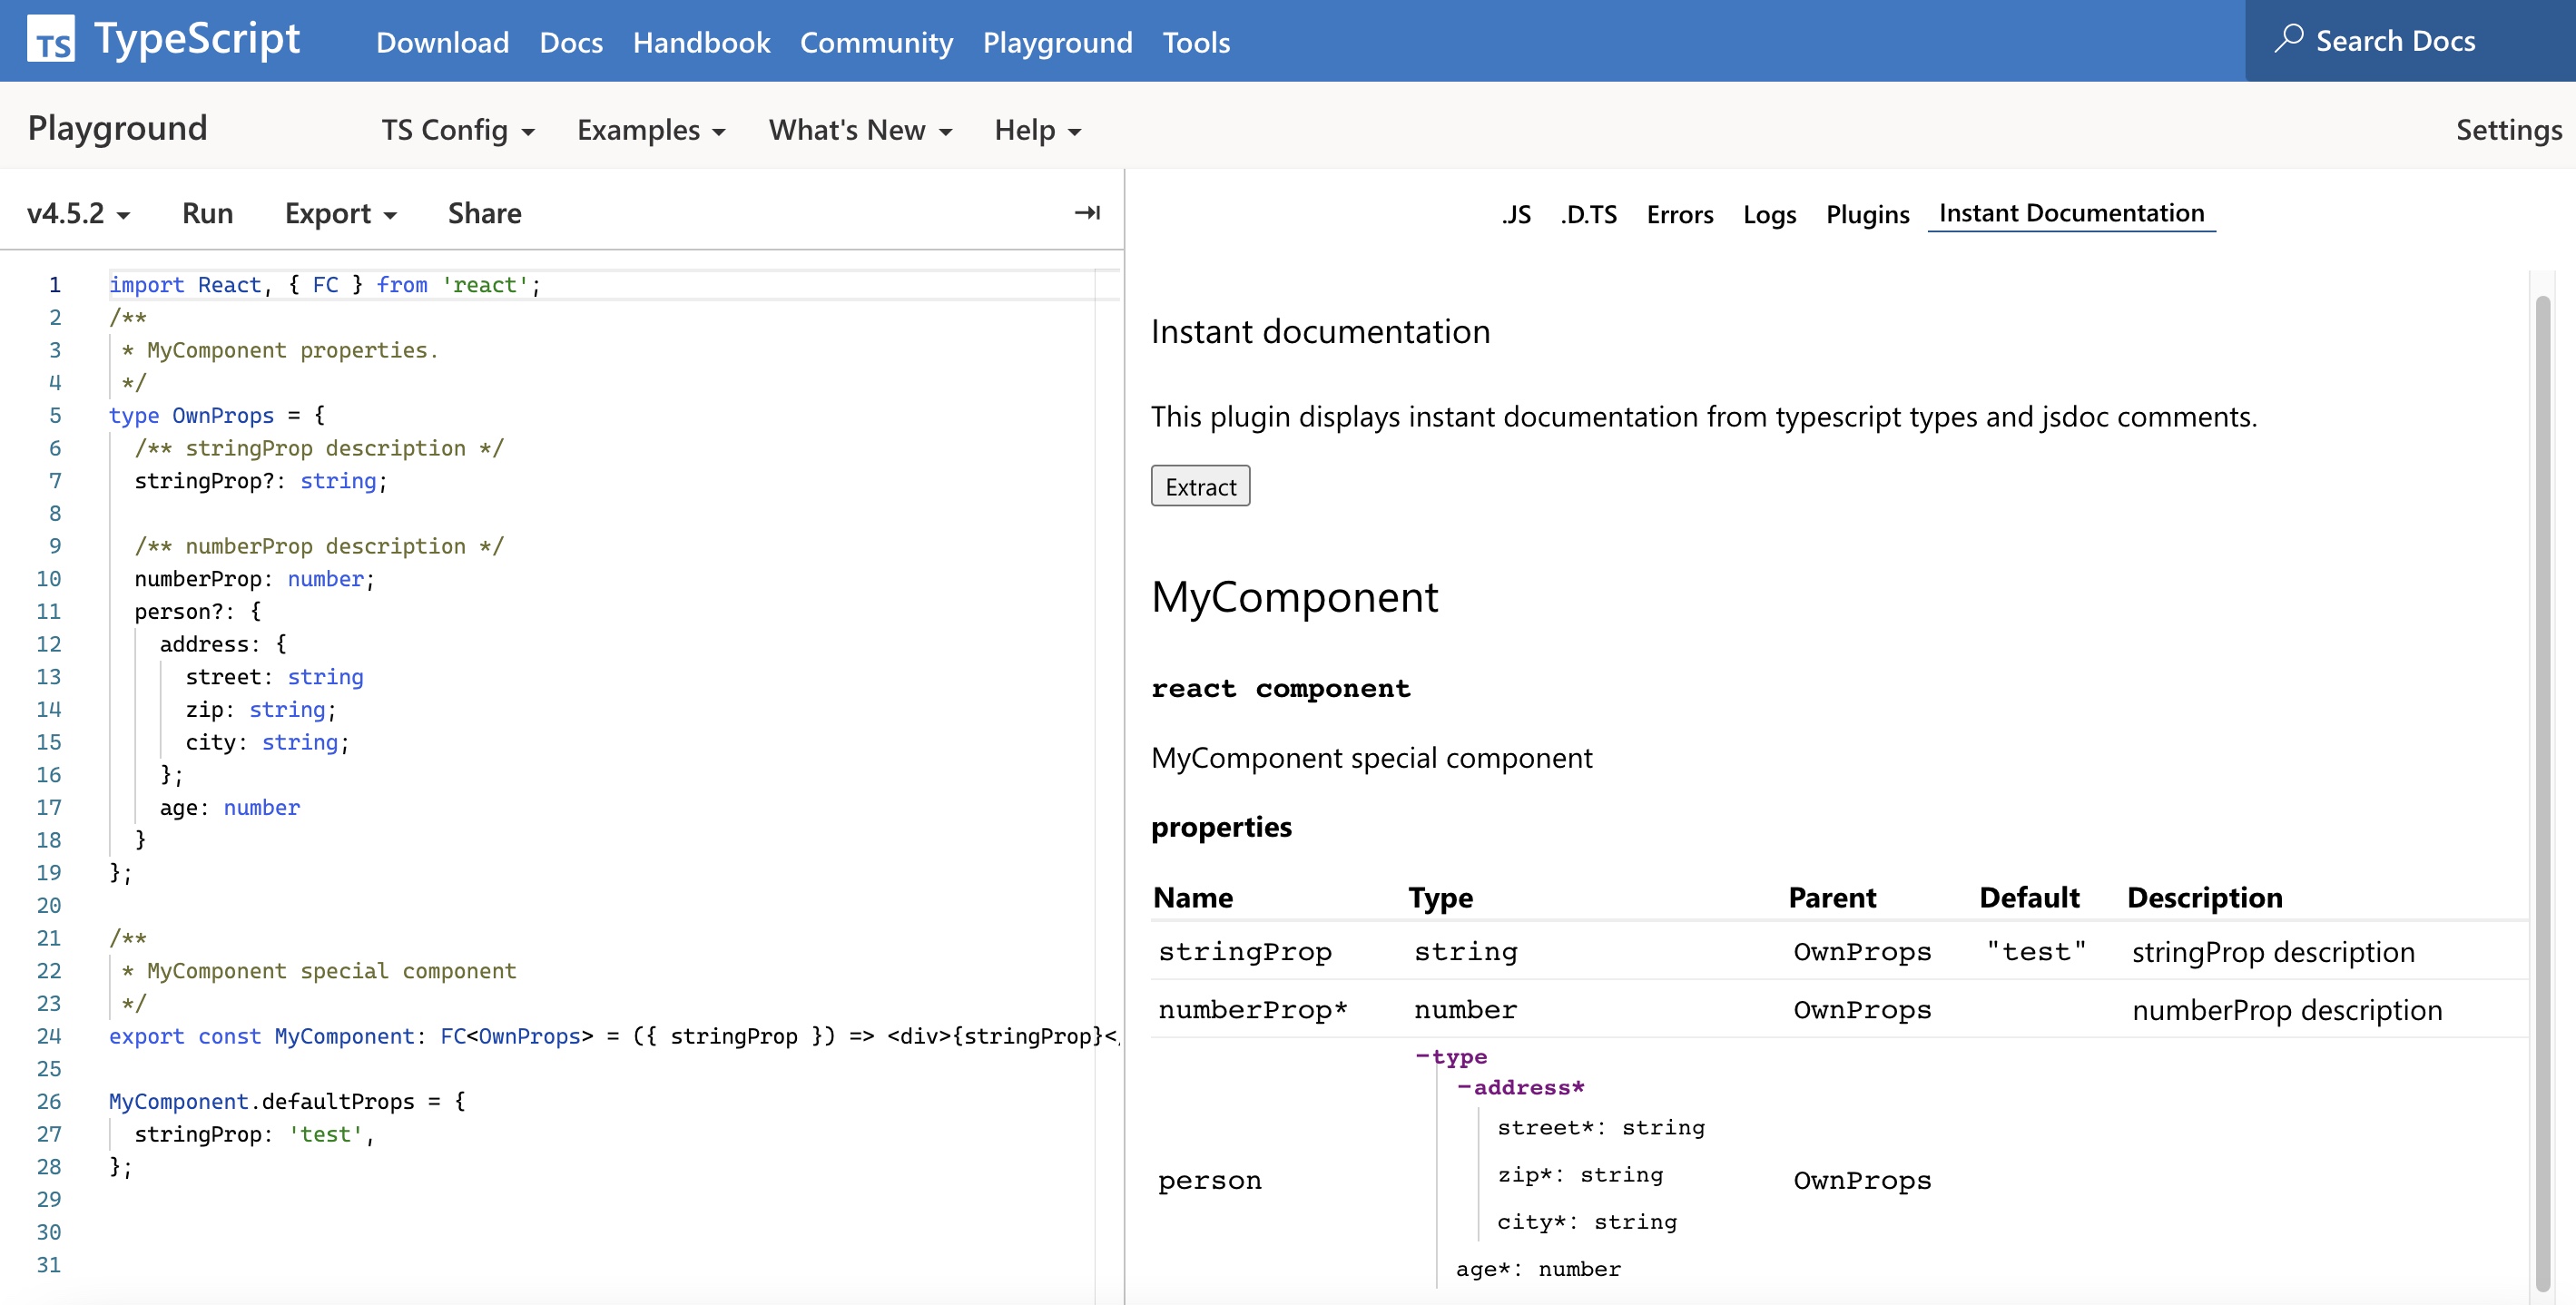 TS TypeScript Download Docs Handbook Community Playground Tools Search Docs
Playground TS Config Examples What's New Help Settings
v4.5.2 Run Export Share
.JS .D.TS Errors Logs Plugins Instant Documentation
1 import React, { FC } from 'react';
2 /**
3 * MyComponent properties.
4 */
5 type OwnProps = {
6 /** stringProp description */
7 stringProp?: string;
8
9 /** numberProp description */
10 numberProp: number;
11 person?: {
12 address: {
13 street: string
14 zip: string;
15 city: string;
16 };
17 age: number
18 }
19 };
20
21 /**
22 * MyComponent special component
23 */
24 export const MyComponent: FC<OwnProps> = ({ stringProp }) => <div>{stringProp}<
25
26 MyComponent.defaultProps = {
27 stringProp: 'test',
28 };
29
30
31
Instant documentation
This plugin displays instant documentation from typescript types and jsdoc comments.
Extract
MyComponent
react component
MyComponent special component
properties
Name Type Parent Default Description
stringProp string OwnProps "test" stringProp description
numberProp* number OwnProps numberProp description
−type
−address*
street*: string
zip*: string
person OwnProps
city*: string
age*: number